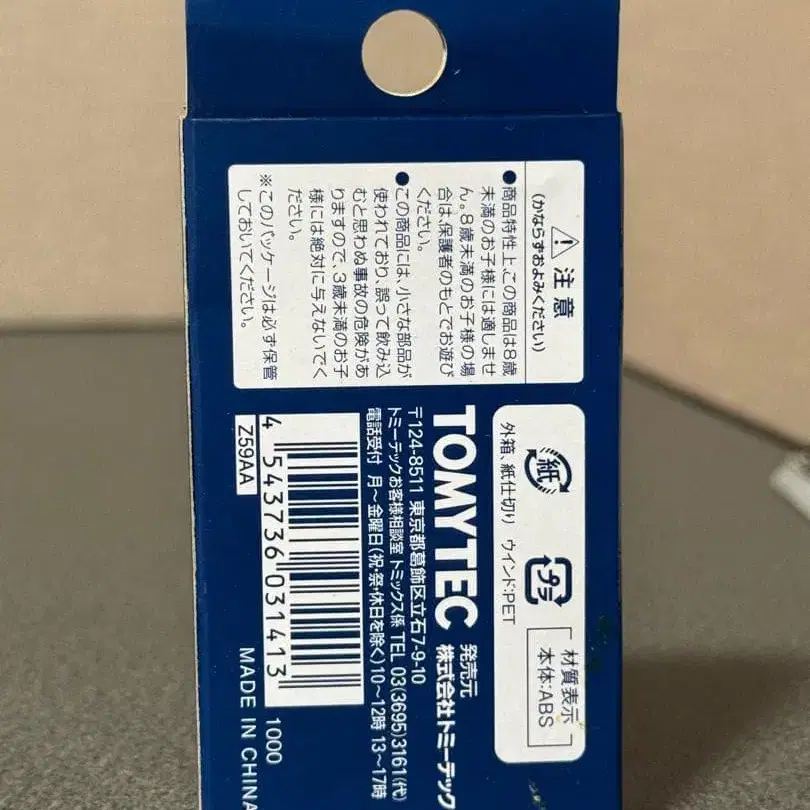 注意
(かならずおよみください)
●商品特性上、この商品は8歳
未満のお子様には適しませ
ん。8歳未満のお子様の場
合は、保護者のもとでお遊び
ください。
●この商品には、小さな部品が
使われており、誤って飲み込
むと思わぬ事故の危険があ
りますので、3歳未満のお子
様には絶対に与えないでく
ださい。
※このパッケージは必ず保管
しておいてください。
紙
外箱、紙仕切り
プラ
ウインド:PET
材質表示
本体:ABS
TOMYTEC
発売元
株式会社トミーテック
〒124-8511 東京都葛飾区立石7-9-10
トミーテックお客様相談室 トミックス係 TEL 03(3695)3161(代)
電話受付 月〜金曜日(祝・祭・休日を除く)10〜12時 13〜17時
4 543736 031413
Z59AA
1000
MADE IN CHINA